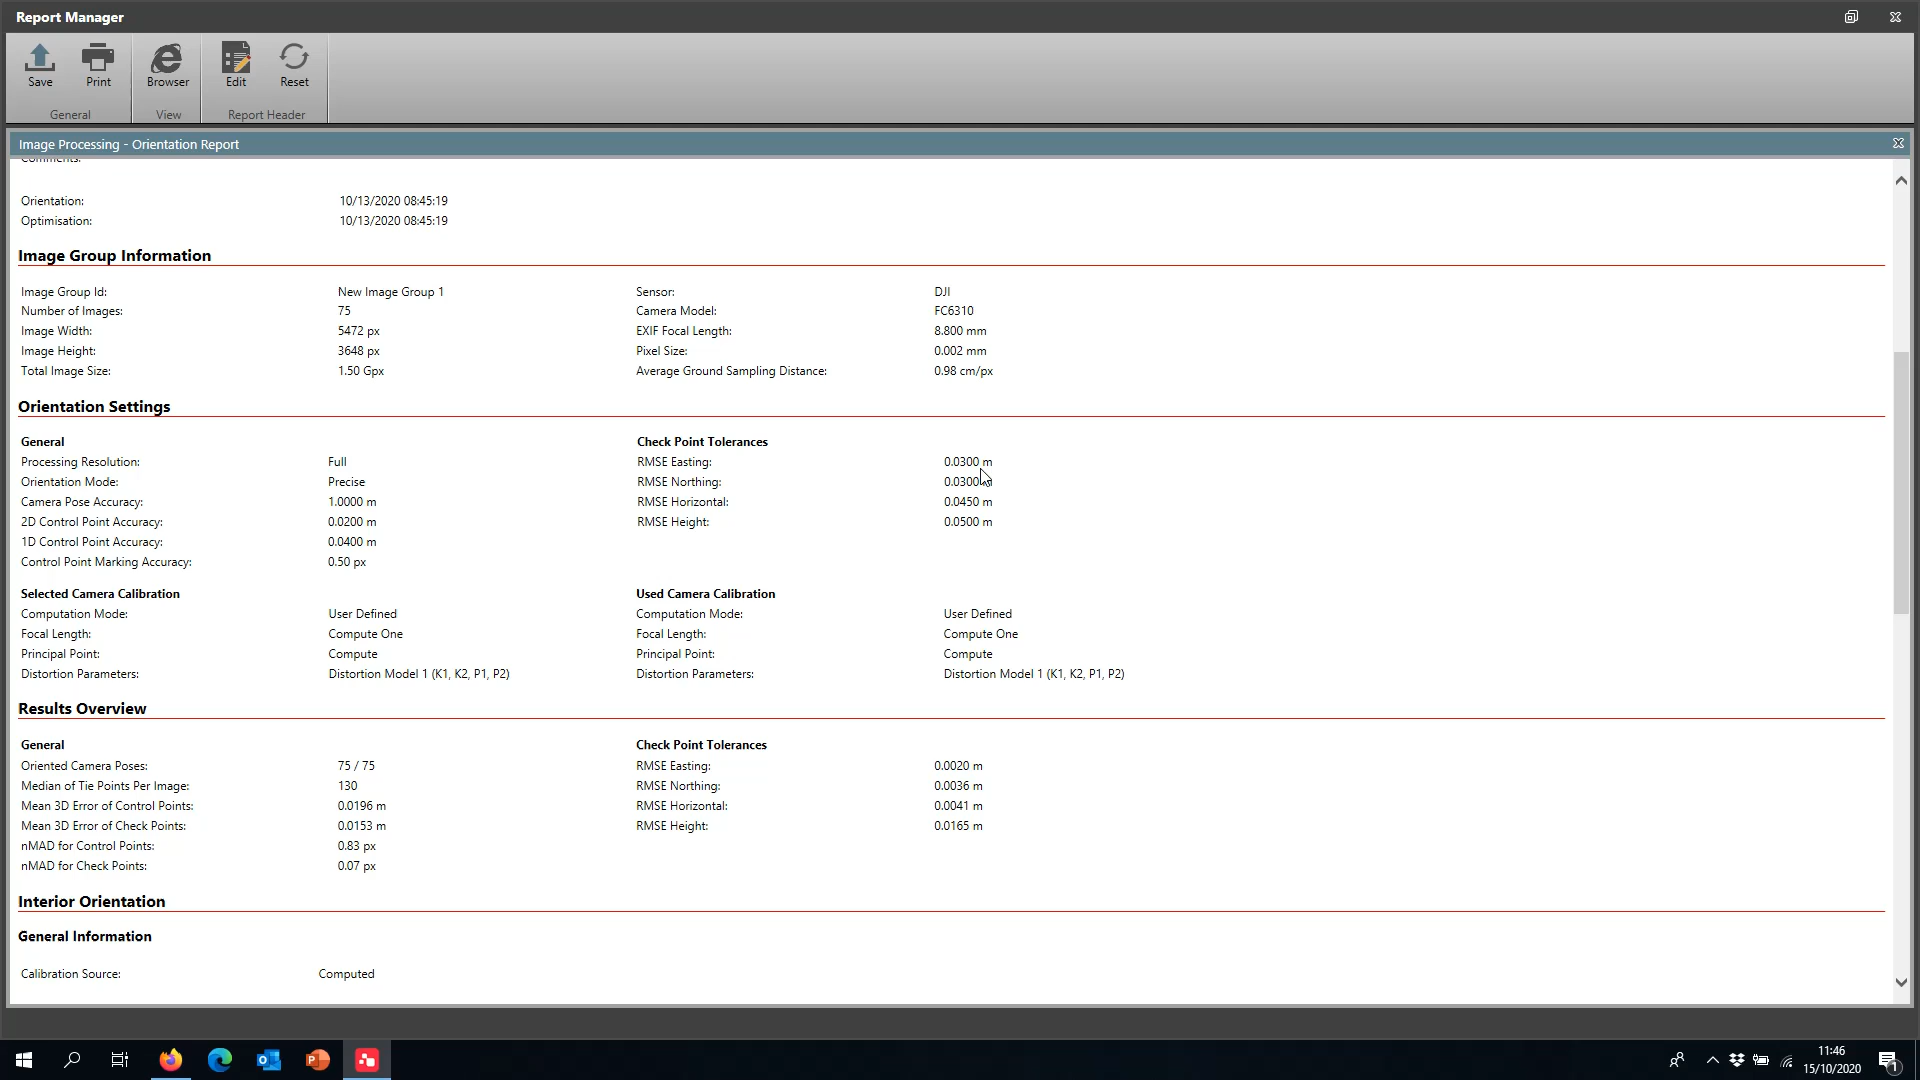 Report Manager
Save
Print
Browser
Edit
Reset
General
View
Report Header
Image Processing - Orientation Report
Comments:
Orientation: 10/13/2020 08:45:19
Optimisation: 10/13/2020 08:45:19
Image Group Information
Image Group Id: New Image Group 1 Sensor: DJI
Number of Images: 75 Camera Model: FC6310
Image Width: 5472 px EXIF Focal Length: 8.800 mm
Image Height: 3648 px Pixel Size: 0.002 mm
Total Image Size: 1.50 Gpx Average Ground Sampling Distance: 0.98 cm/px
Orientation Settings
General Check Point Tolerances
Processing Resolution: Full RMSE Easting: 0.0300 m
Orientation Mode: Precise RMSE Northing: 0.0300 m
Camera Pose Accuracy: 1.0000 m RMSE Horizontal: 0.0450 m
2D Control Point Accuracy: 0.0200 m RMSE Height: 0.0500 m
1D Control Point Accuracy: 0.0400 m
Control Point Marking Accuracy: 0.50 px
Selected Camera Calibration Used Camera Calibration
Computation Mode: User Defined Computation Mode: User Defined
Focal Length: Compute One Focal Length: Compute One
Principal Point: Compute Principal Point: Compute
Distortion Parameters: Distortion Model 1 (K1, K2, P1, P2) Distortion Parameters: Distortion Model 1 (K1, K2, P1, P2)
Results Overview
General Check Point Tolerances
Oriented Camera Poses: 75 / 75 RMSE Easting: 0.0020 m
Median of Tie Points Per Image: 130 RMSE Northing: 0.0036 m
Mean 3D Error of Control Points: 0.0196 m RMSE Horizontal: 0.0041 m
Mean 3D Error of Check Points: 0.0153 m RMSE Height: 0.0165 m
nMAD for Control Points: 0.83 px
nMAD for Check Points: 0.07 px
Interior Orientation
General Information
Calibration Source: Computed
11:46
15/10/2020
1